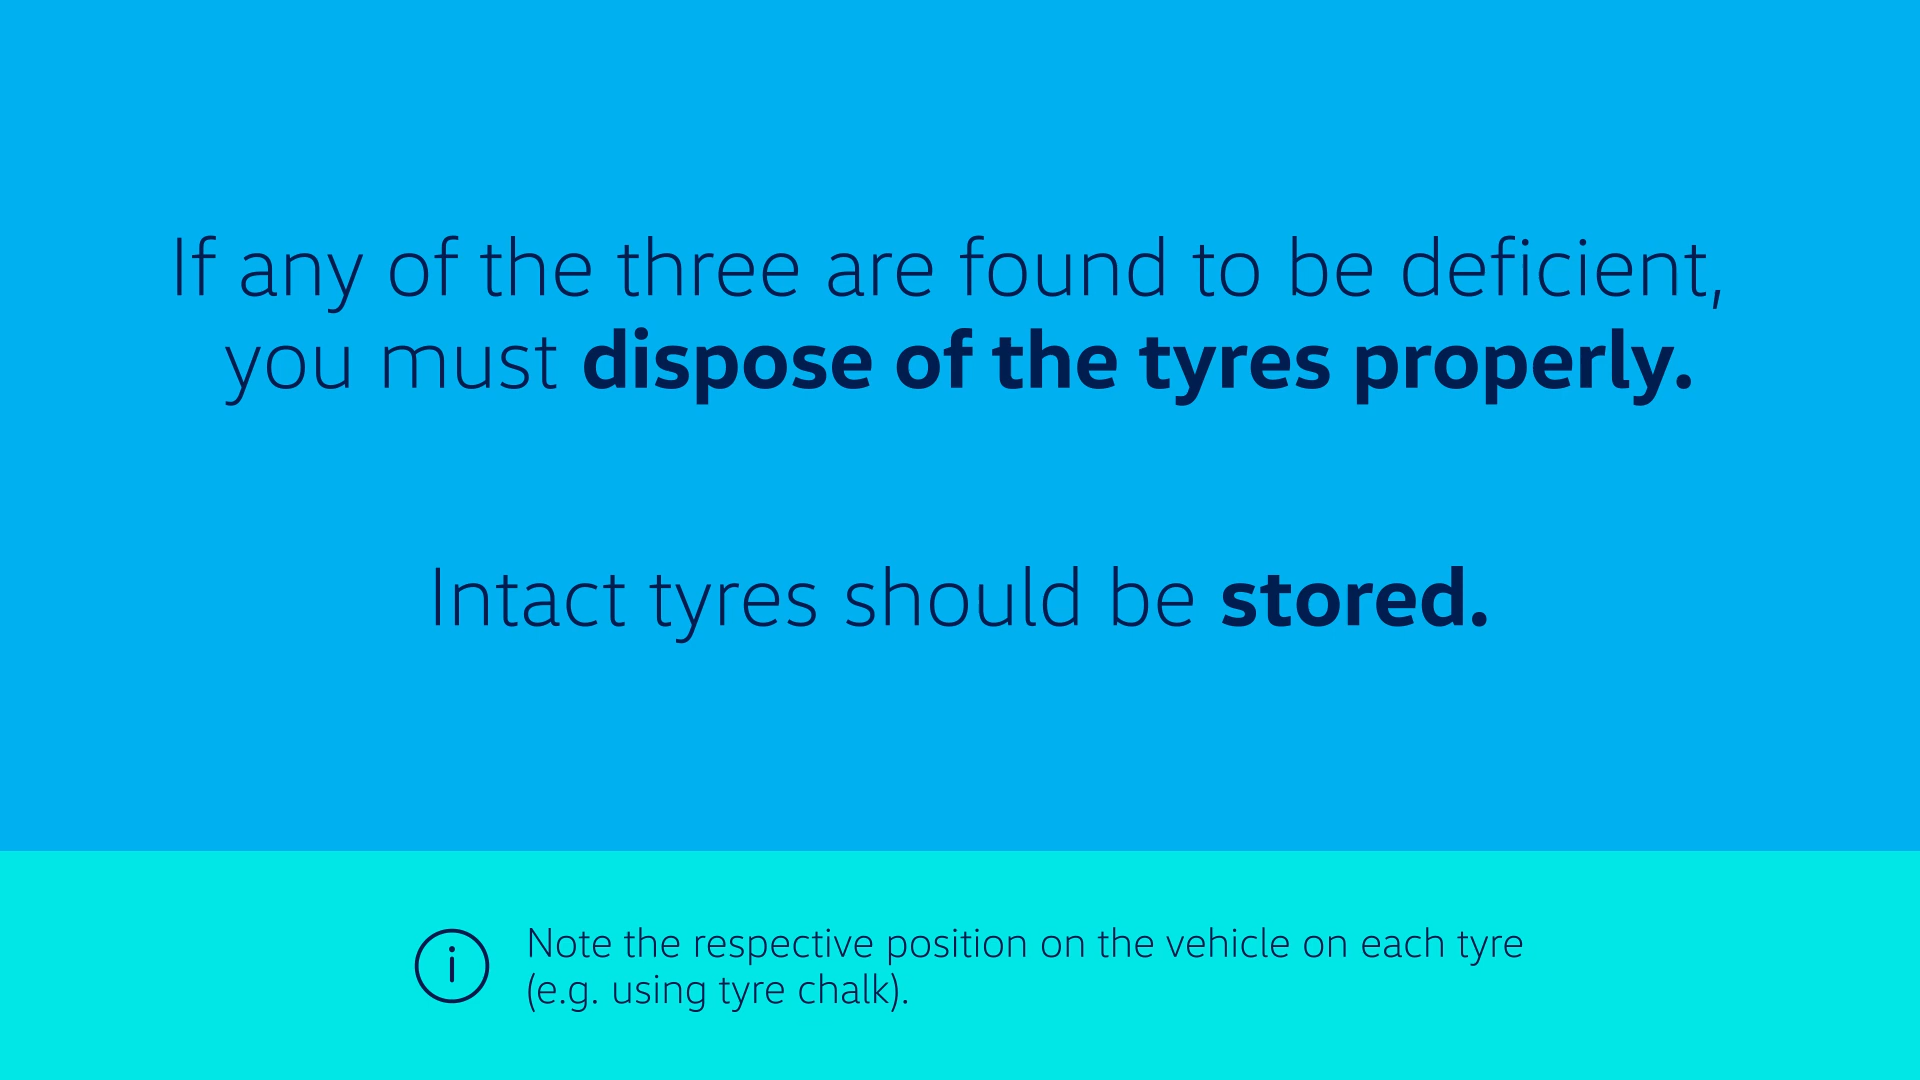 If any of the three are found to be deficient,
you must dispose of the tyres properly.
Intact tyres should be stored.
Note the respective position on the vehicle on each tyre
(e.g. using tyre chalk).